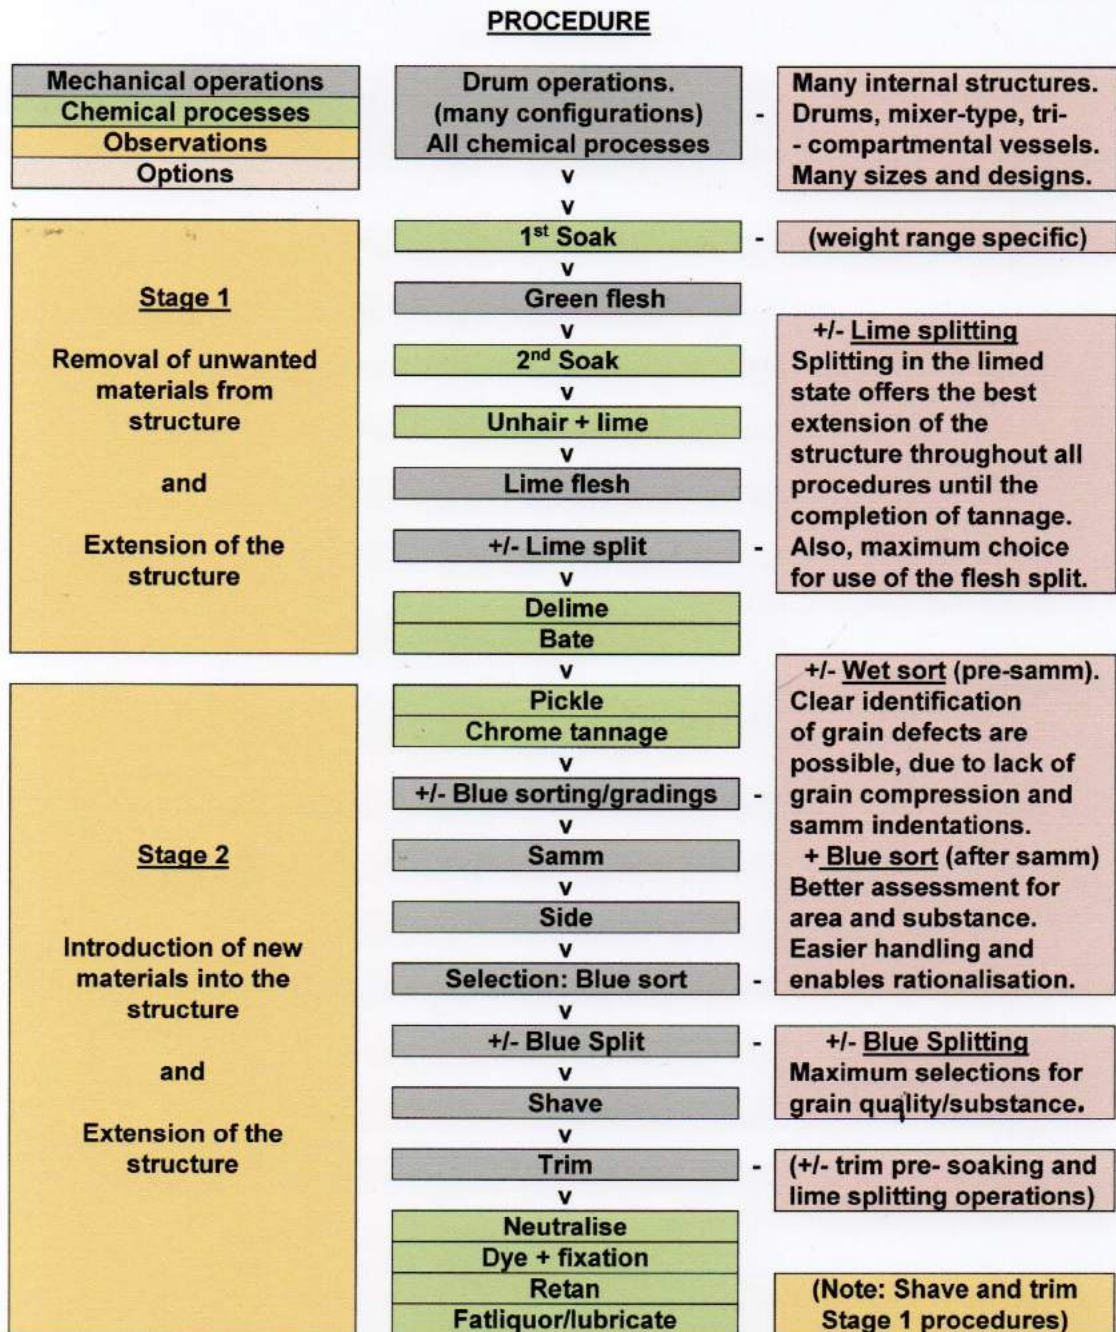 PROCEDURE
Mechanical operations
Chemical processes
Observations
Options
Drum operations.
(many configurations)
All chemical processes
-
Many internal structures.
Drums, mixer-type, tri-
- compartmental vessels.
Many sizes and designs.
v
v
1st Soak
-
(weight range specific)
v
Green flesh
v
2nd Soak
v
Unhair + lime
v
Lime flesh
+/- Lime split
-
v
Delime
Bate
v
Stage 1
Removal of unwanted
materials from
structure
and
Extension of the
structure
+/- Lime splitting
Splitting in the limed
state offers the best
extension of the
structure throughout all
procedures until the
completion of tannage.
Also, maximum choice
for use of the flesh split.
Pickle
Chrome tannage
v
+/- Blue sorting/gradings
-
v
Samm
v
Side
v
Selection: Blue sort
-
v
+/- Blue Split
-
v
Shave
v
Trim
-
v
Neutralise
Dye + fixation
Retan
Fatliquor/lubricate
Stage 2
Introduction of new
materials into the
structure
and
Extension of the
structure
+/- Wet sort (pre-samm).
Clear identification
of grain defects are
possible, due to lack of
grain compression and
samm indentations.
+ Blue sort (after samm)
Better assessment for
area and substance.
Easier handling and
enables rationalisation.
+/- Blue Splitting
Maximum selections for
grain quality/substance.
(+/- trim pre- soaking and
lime splitting operations)
(Note: Shave and trim
Stage 1 procedures)